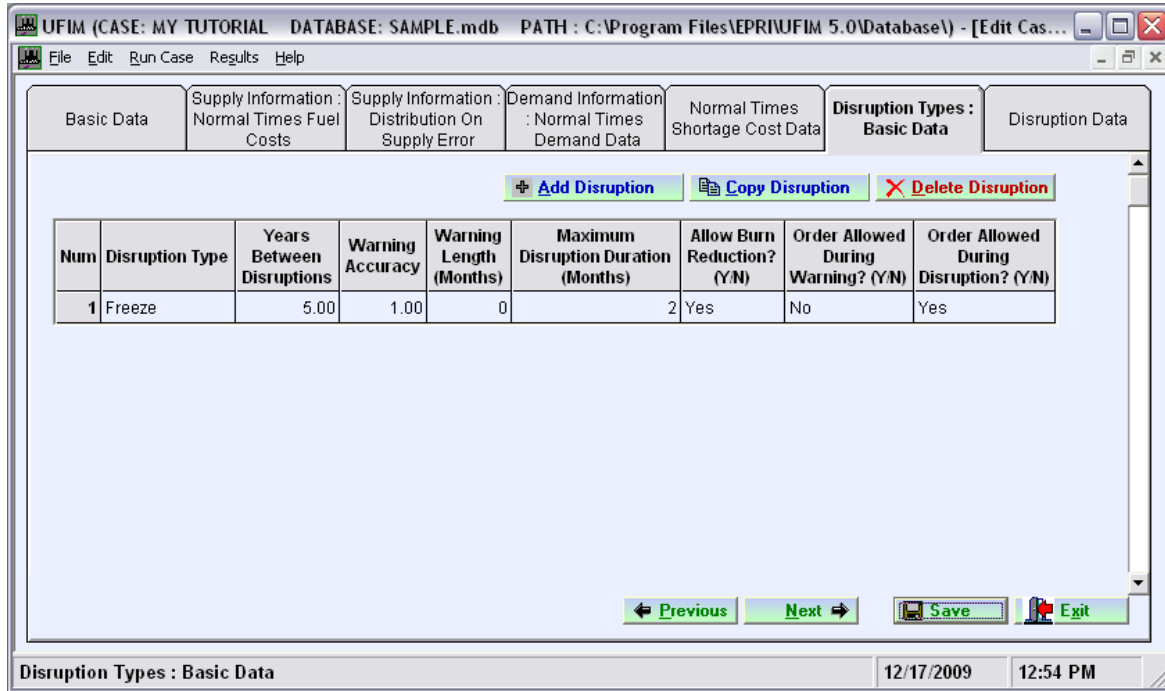 UFIM (CASE: MY TUTORIAL DATABASE: SAMPLE.mdb PATH : C:\Program Files\EPRI\UFIM 5.0\Database\) - [Edit Cas...
File Edit Run Case Results Help
Basic Data
Supply Information :
Normal Times Fuel
Costs
Supply Information :
Distribution On
Supply Error
Demand Information
: Normal Times
Demand Data
Normal Times
Shortage Cost Data
Disruption Types :
Basic Data
Disruption Data
Add Disruption Copy Disruption Delete Disruption
Num
Disruption Type
Years
Between
Disruptions
Warning
Accuracy
Warning
Length
(Months)
Maximum
Disruption Duration
(Months)
Allow Burn
Reduction?
(Y/N)
Order Allowed
During
Warning? (Y/N)
Order Allowed
During
Disruption? (Y/N)
1 Freeze 5.00 1.00 0 2 Yes No Yes
Previous Next Save Exit
Disruption Types : Basic Data 12/17/2009 12:54 PM